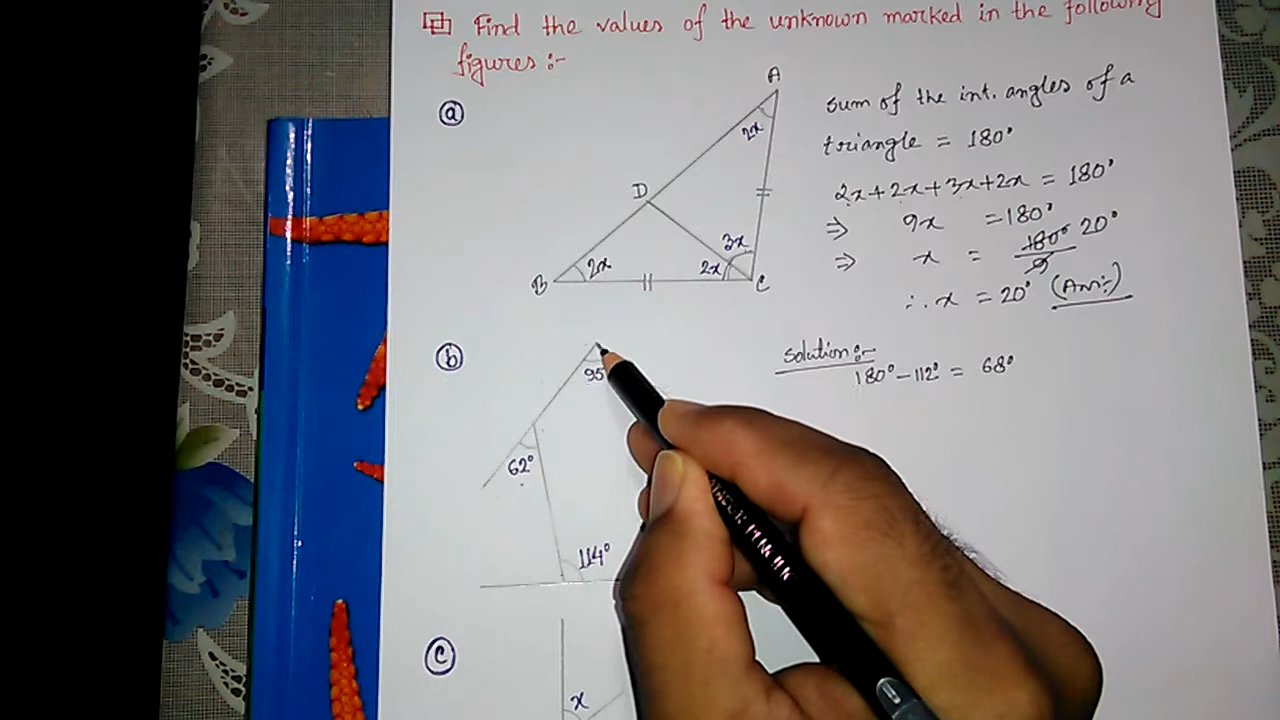 Find the values of the unknown marked in the following
figures :-
a
A
2x
D
3x
B
2x
2x
C
sum of the int. angles of a
triangle = 180°
2x+2x+3x+2x = 180°
⇒ 9x = 180°
⇒ x = 180° 20°
9
∴ x = 20° (Ans:-)
b
95
62°
114°
Solution :-
180° - 112° = 68°
c
x